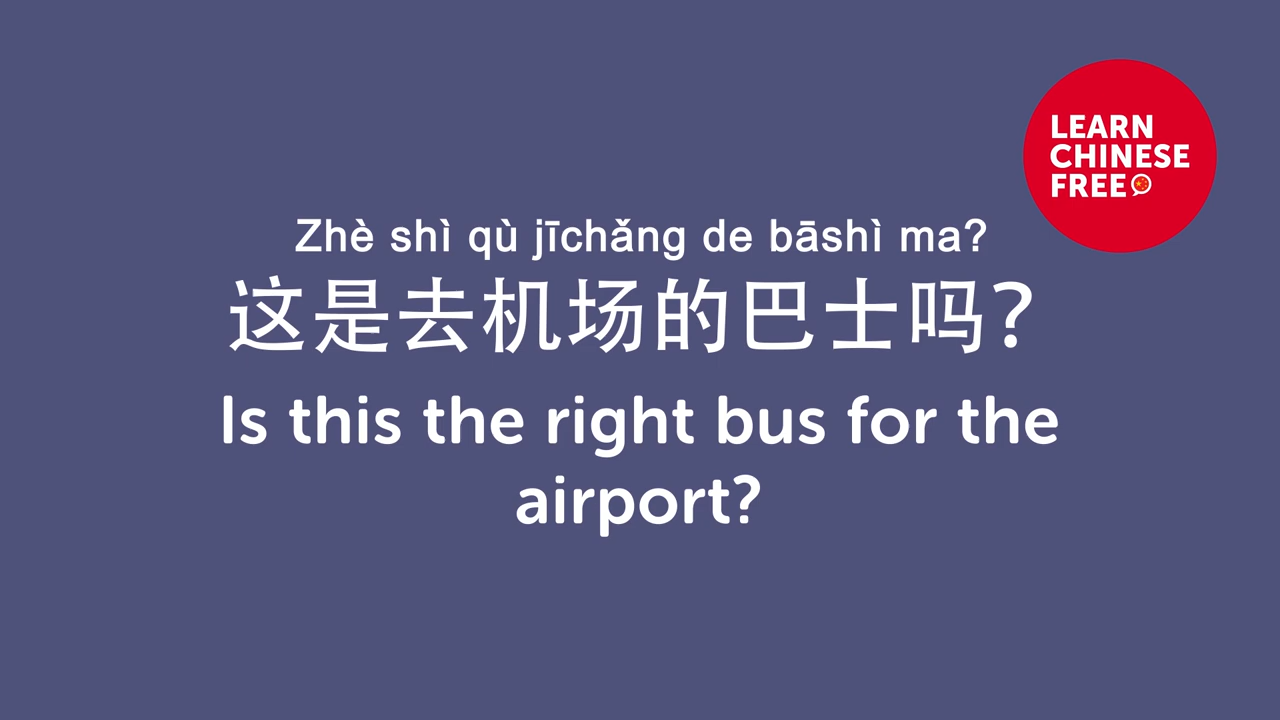 LEARN
CHINESE
FREE
Zhè shì qù jīchǎng de bāshì ma?
这是去机场的巴士吗?
Is this the right bus for the
airport?